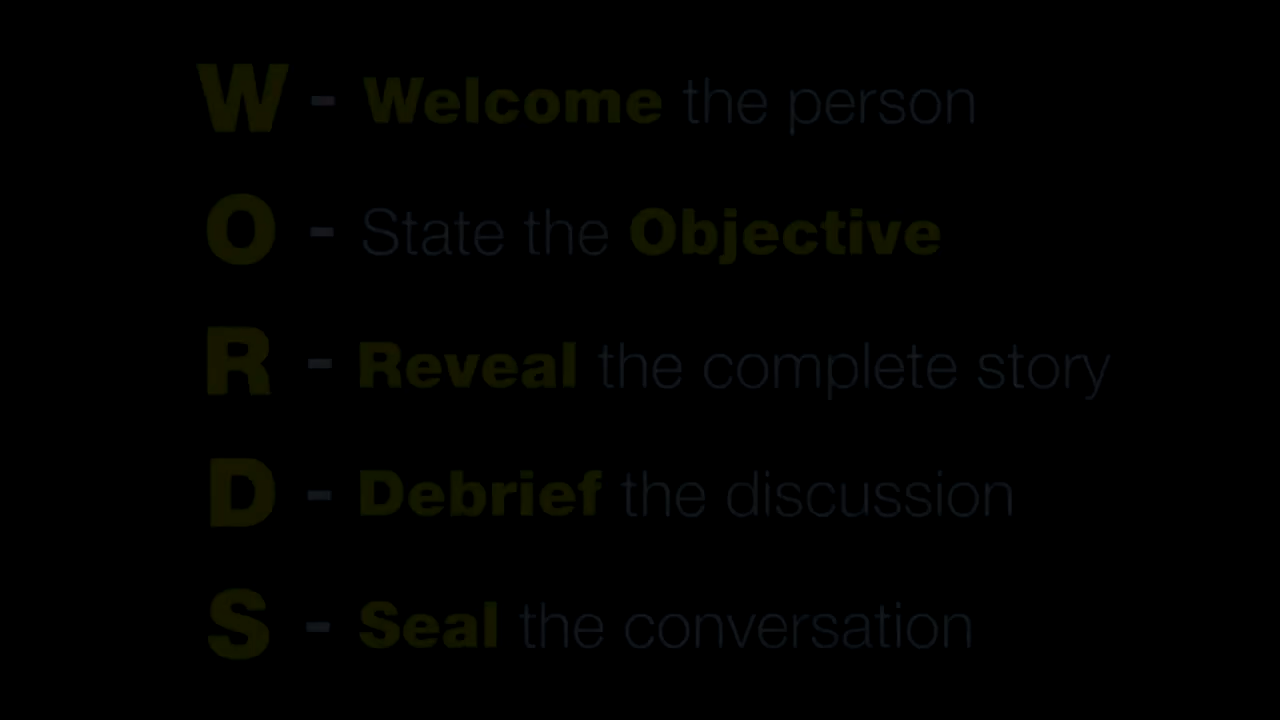 W - Welcome the person
O - State the Objective
R - Reveal the complete story
D - Debrief the discussion
S - Seal the conversation